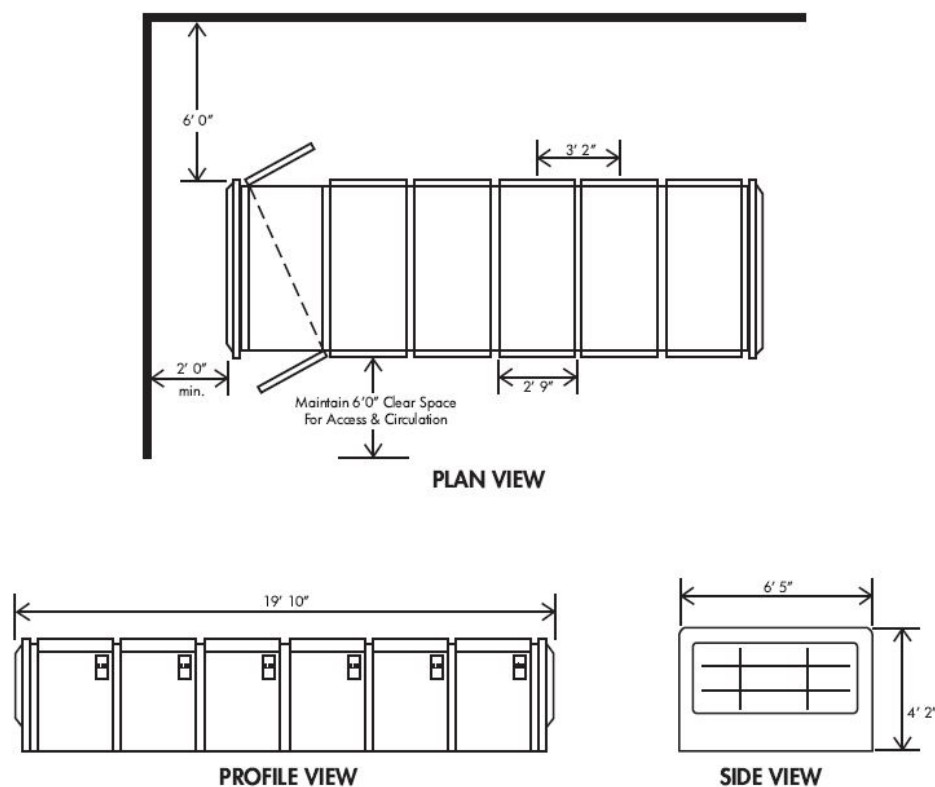 6’ 0”
3’ 2”
2’ 0”
min.
2’ 9”
Maintain 6’0” Clear Space
For Access & Circulation
PLAN VIEW
19’ 10”
6’ 5”
4’ 2”
PROFILE VIEW
SIDE VIEW